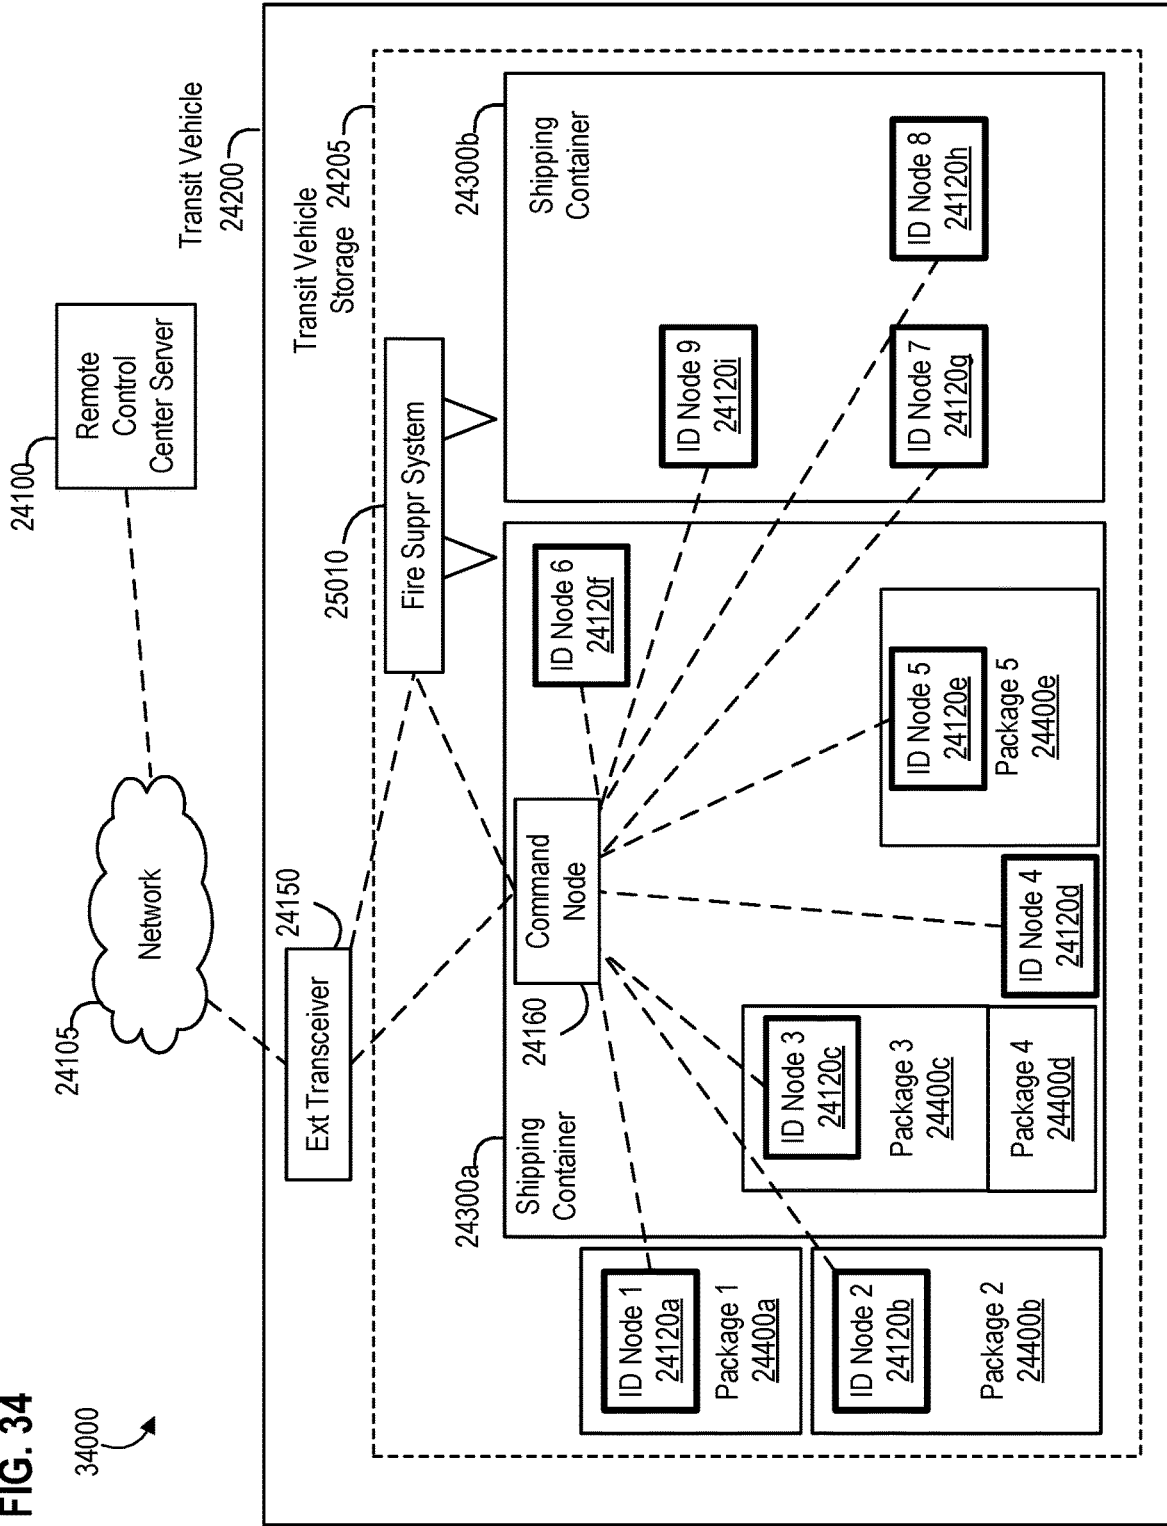 FIG. 34
34000
24100
Remote
Control
Center Server
24105
Network
Transit Vehicle
24200
Ext Transceiver
24150
Transit Vehicle
Storage 24205
25010
Fire Suppr System
24300a
Shipping
Container
24160
Command
Node
ID Node 6
24120f
24300b
Shipping
Container
ID Node 1
24120a
Package 1
24400a
ID Node 2
24120b
Package 2
24400b
ID Node 3
24120c
Package 3
24400c
Package 4
24400d
ID Node 4
24120d
ID Node 5
24120e
Package 5
24400e
ID Node 9
24120i
ID Node 7
24120g
ID Node 8
24120h